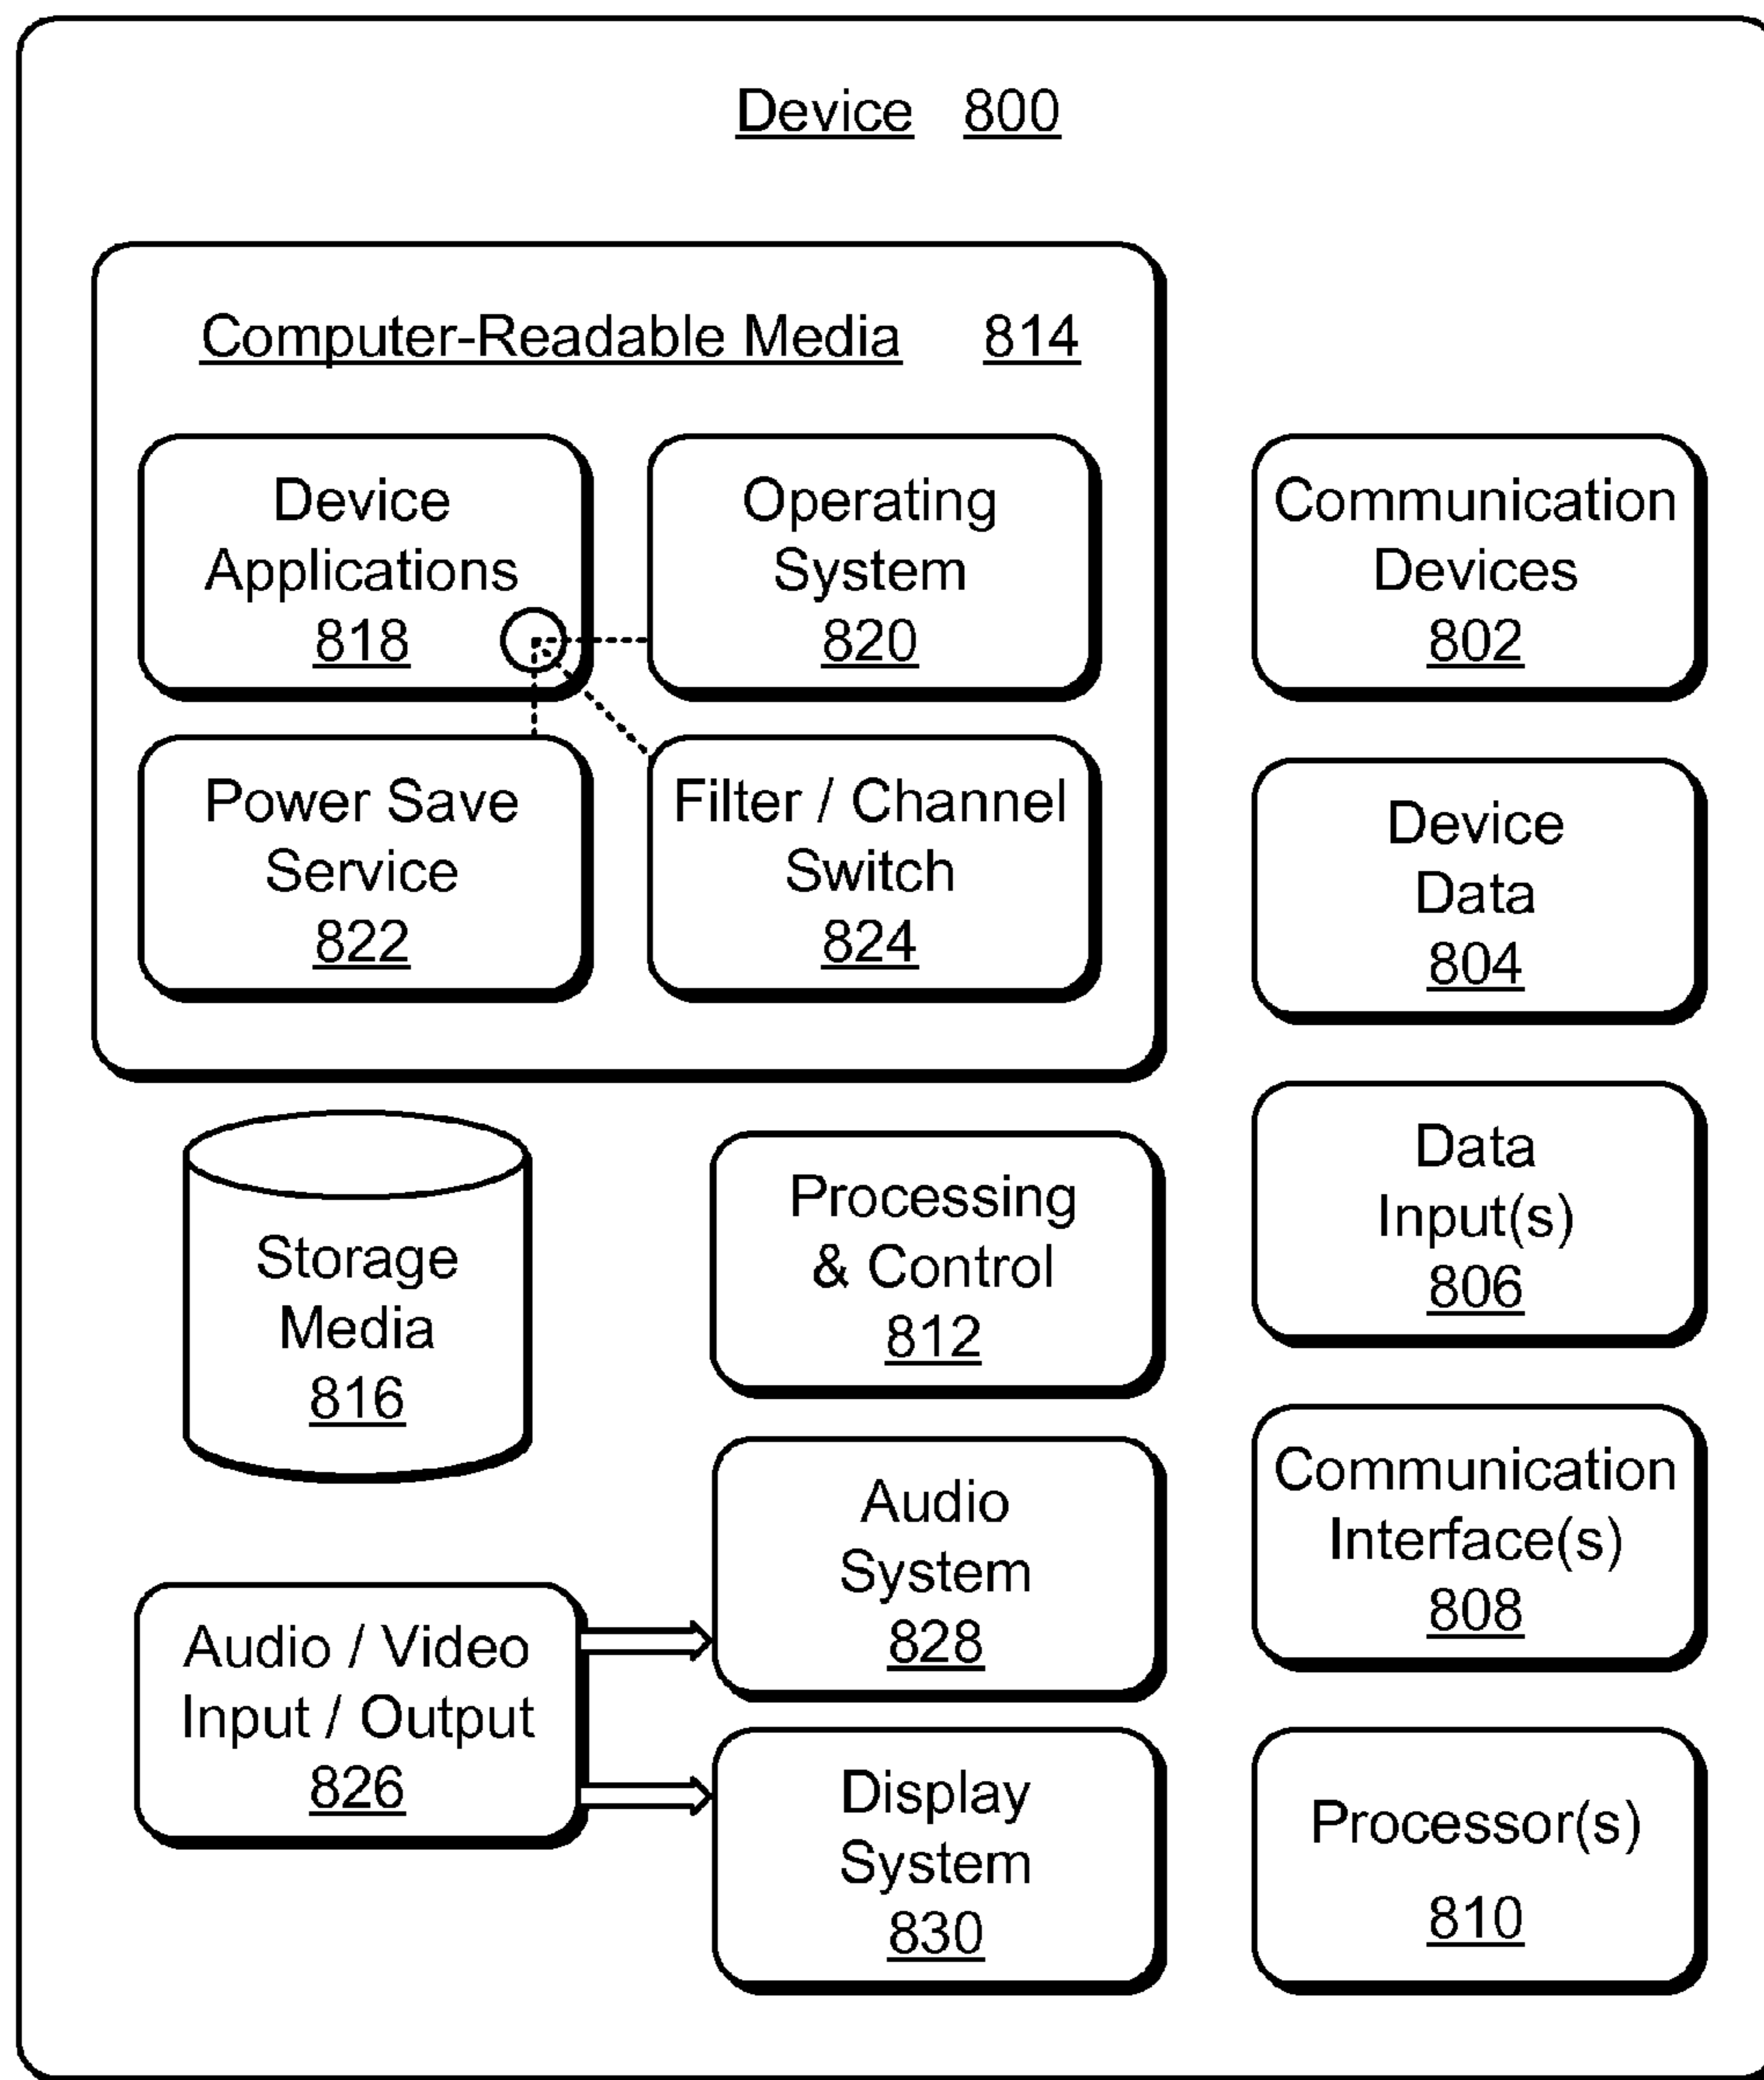 Device 800
Computer-Readable Media 814
Device
Applications
818
Operating
System
820
Power Save
Service
822
Filter / Channel
Switch
824
Storage
Media
816
Processing
& Control
812
Audio / Video
Input / Output
826
Audio
System
828
Display
System
830
Communication
Devices
802
Device
Data
804
Data
Input(s)
806
Communication
Interface(s)
808
Processor(s)
810